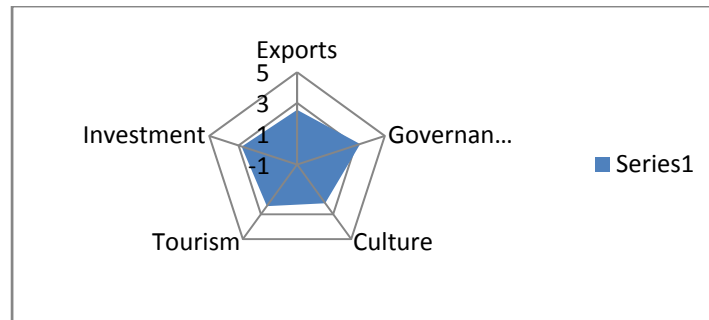 Exports
5
3
1
-1
Governan...
Culture
Tourism
Investment
Series1